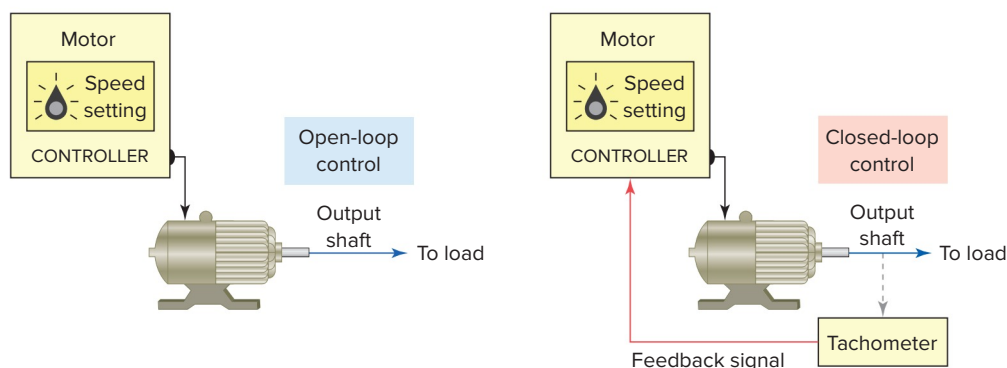 Motor
Speed
setting
CONTROLLER
Open-loop
control
Output
shaft
To load
Motor
Speed
setting
CONTROLLER
Closed-loop
control
Output
shaft
To load
Tachometer
Feedback signal